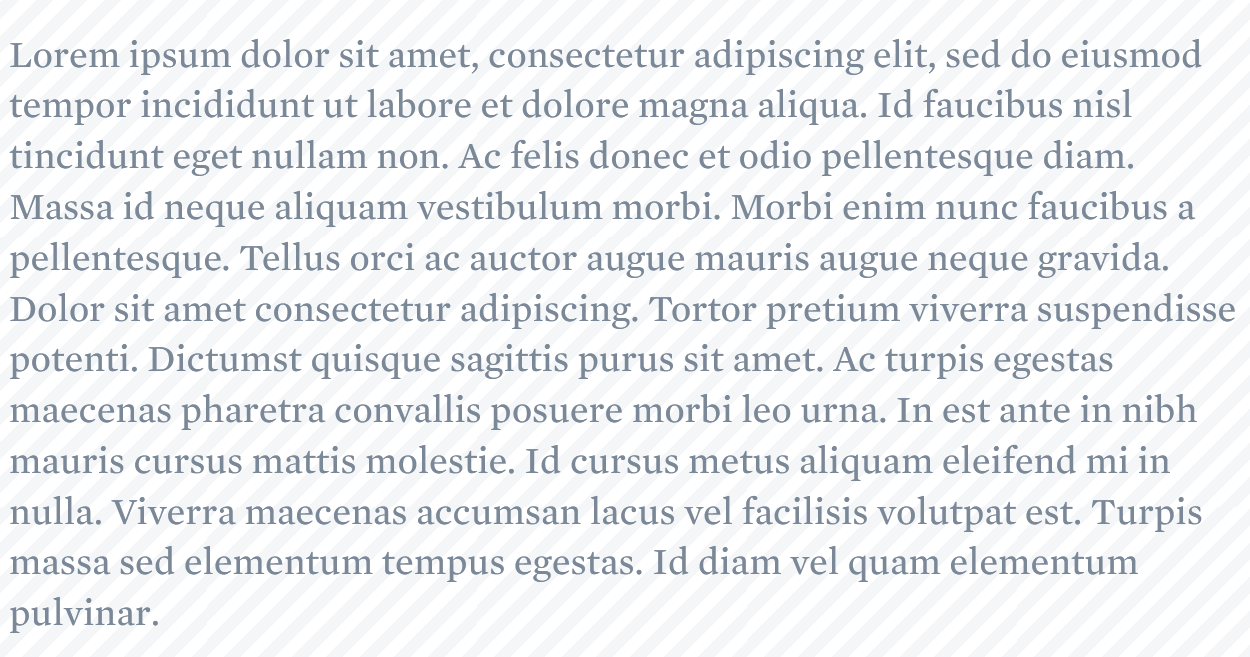 Lorem ipsum dolor sit amet, consectetur adipiscing elit, sed do eiusmod
tempor incididunt ut labore et dolore magna aliqua. Id faucibus nisl
tincidunt eget nullam non. Ac felis donec et odio pellentesque diam.
Massa id neque aliquam vestibulum morbi. Morbi enim nunc faucibus a
pellentesque. Tellus orci ac auctor augue mauris augue neque gravida.
Dolor sit amet consectetur adipiscing. Tortor pretium viverra suspendisse
potenti. Dictumst quisque sagittis purus sit amet. Ac turpis egestas
maecenas pharetra convallis posuere morbi leo urna. In est ante in nibh
mauris cursus mattis molestie. Id cursus metus aliquam eleifend mi in
nulla. Viverra maecenas accumsan lacus vel facilisis volutpat est. Turpis
massa sed elementum tempus egestas. Id diam vel quam elementum
pulvinar.